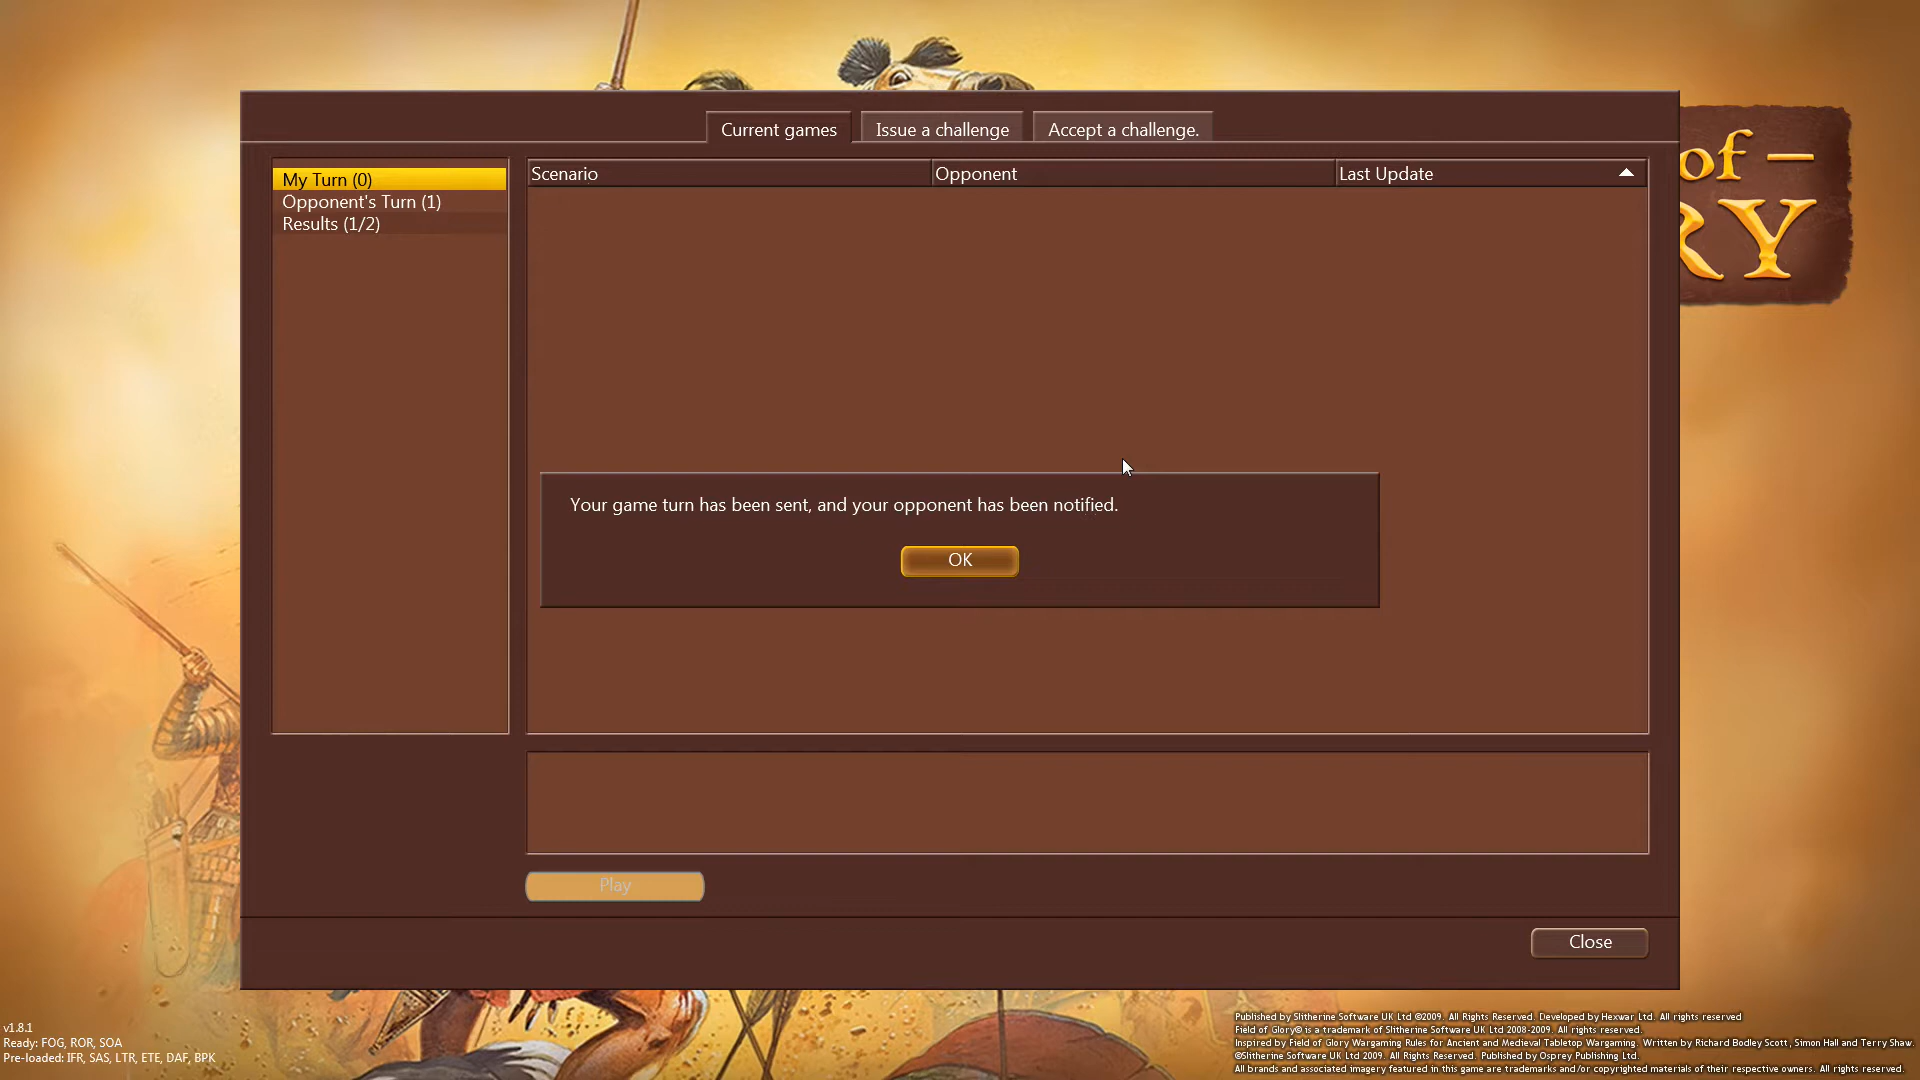 Current games
Issue a challenge
Accept a challenge.
of
RY
My Turn (0)
Opponent's Turn (1)
Results (1/2)
Scenario
Opponent
Last Update
Your game turn has been sent, and your opponent has been notified.
OK
Play
Close
v1.8.1
Ready: FOG, ROR, SOA
Pre-loaded: IFR, SAS, LTR, ETE, DAF, BPK
Published by Slitherine Software UK Ltd ©2009. All Rights Reserved. Developed by Hexwar Ltd. All rights reserved
Field of Glory© is a trademark of Slitherine Software UK Ltd 2008-2009. All rights reserved.
Inspired by Field of Glory Wargaming Rules for Ancient and Medieval Tabletop Wargaming. Written by Richard Bodley Scott, Simon Hall and Terry Shaw.
©Slitherine Software UK Ltd 2009. All Rights Reserved. Published by Osprey Publishing Ltd.
All brands and associated imagery featured in this game are trademarks and/or copyrighted materials of their respective owners. All rights reserved.